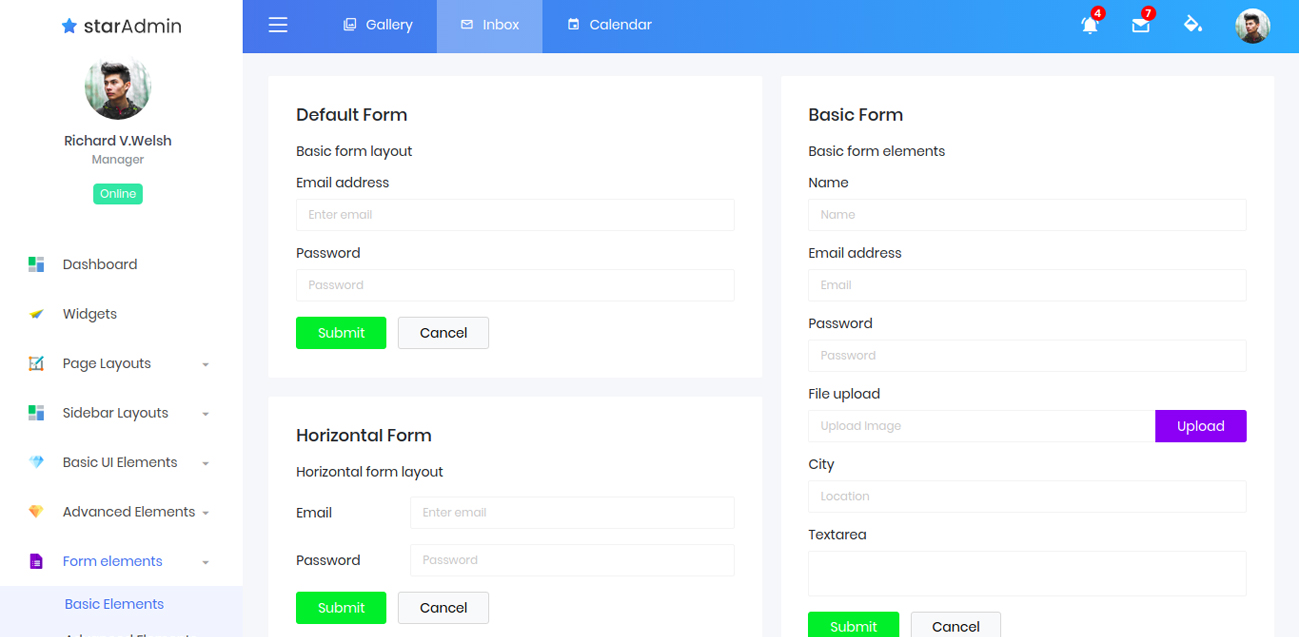 starAdmin
Gallery
Inbox
Calendar
4
7
Richard V.Welsh
Manager
Online
Dashboard
Widgets
Page Layouts
Sidebar Layouts
Basic UI Elements
Advanced Elements
Form elements
Basic Elements
Default Form
Basic form layout
Email address
Enter email
Password
Password
Submit
Cancel
Horizontal Form
Horizontal form layout
Email
Enter email
Password
Password
Submit
Cancel
Basic Form
Basic form elements
Name
Name
Email address
Email
Password
Password
File upload
Upload Image
Upload
City
Location
Textarea
Submit
Cancel